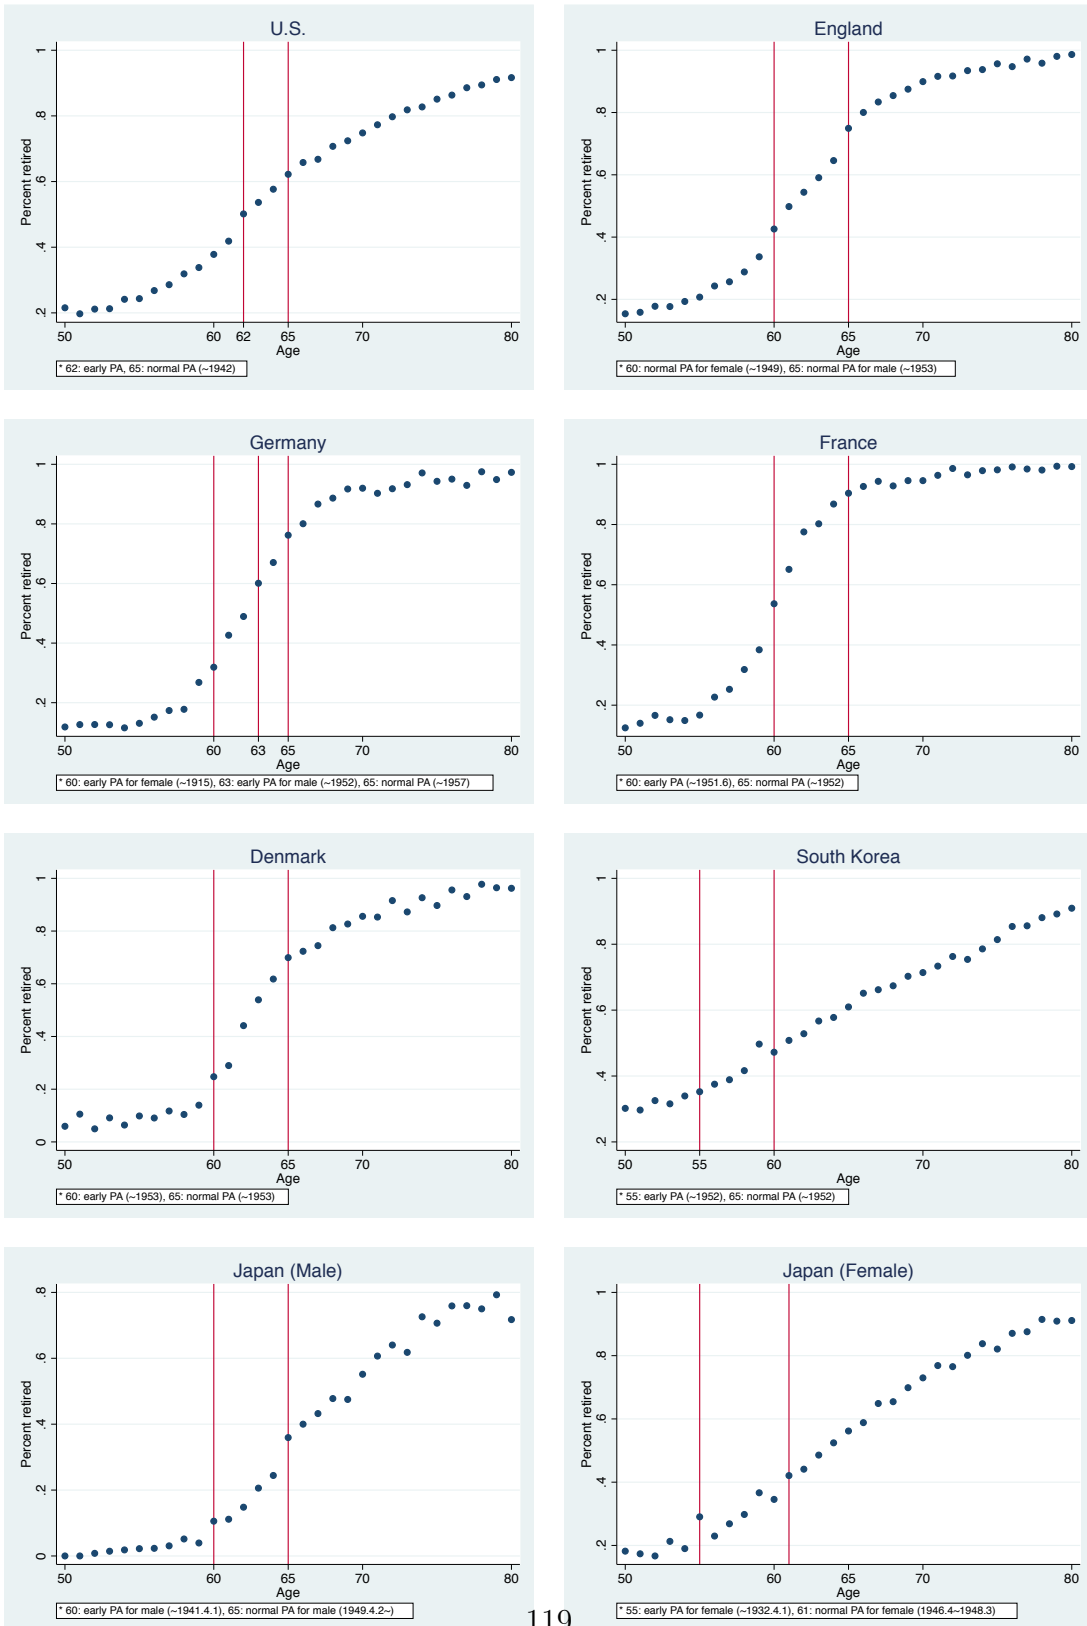 U.S.
Percent retired
1
.8
.6
.4
.2
50 60 62 65 70 80
Age
* 62: early PA, 65: normal PA (~1942)
England
Percent retired
1
.8
.6
.4
.2
50 60 65 70 80
Age
* 60: normal PA for female (~1949), 65: normal PA for male (~1953)
Germany
Percent retired
1
.8
.6
.4
.2
50 60 63 65 70 80
Age
* 60: early PA for female (~1915), 63: early PA for male (~1952), 65: normal PA (~1957)
France
Percent retired
1
.8
.6
.4
.2
50 60 65 70 80
Age
* 60: early PA (~1951.6), 65: normal PA (~1952)
Denmark
Percent retired
1
.8
.6
.4
.2
0
50 60 65 70 80
Age
* 60: early PA (~1953), 65: normal PA (~1953)
South Korea
Percent retired
1
.8
.6
.4
.2
50 55 60 70 80
Age
* 55: early PA (~1952), 65: normal PA (~1952)
Japan (Male)
Percent retired
.8
.6
.4
.2
0
50 60 65 70 80
Age
* 60: early PA for male (~1941.4.1), 65: normal PA for male (1949.4.2~)
Japan (Female)
Percent retired
1
.8
.6
.4
.2
50 55 61 70 80
Age
* 55: early PA for female (~1932.4.1), 61: normal PA for female (1946.4~1948.3)
119